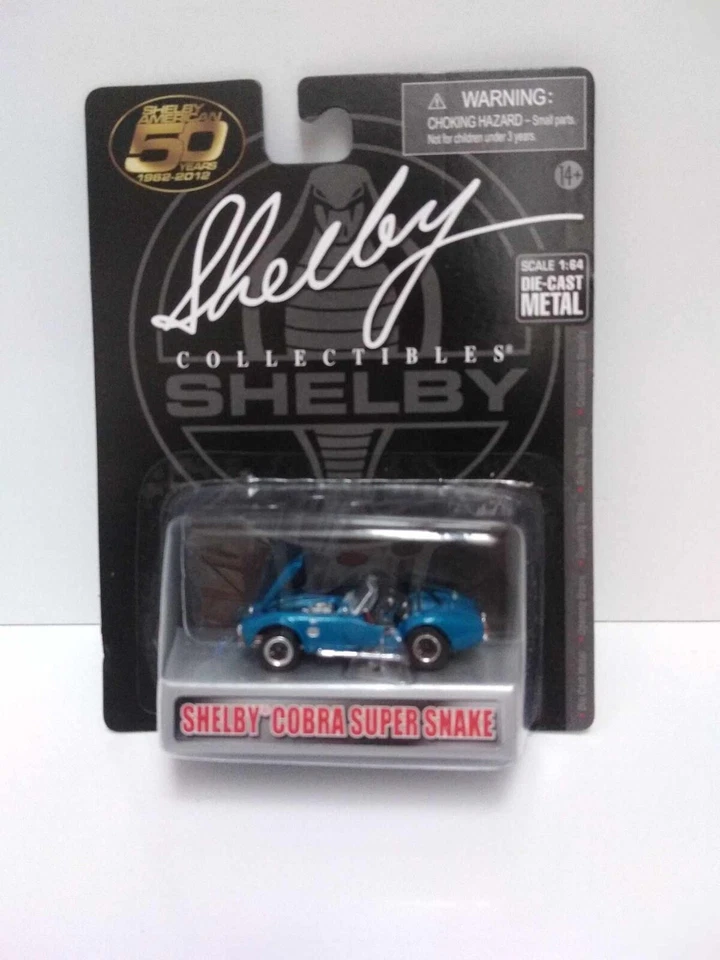 SHELBY
AMERICAN
50
YEARS
1962-2012
⚠ WARNING:
CHOKING HAZARD – Small parts.
Not for children under 3 years.
14+
Shelby
COLLECTIBLES®
SCALE 1:64
DIE-CAST
METAL
SHELBY
SHELBY® COBRA SUPER SNAKE